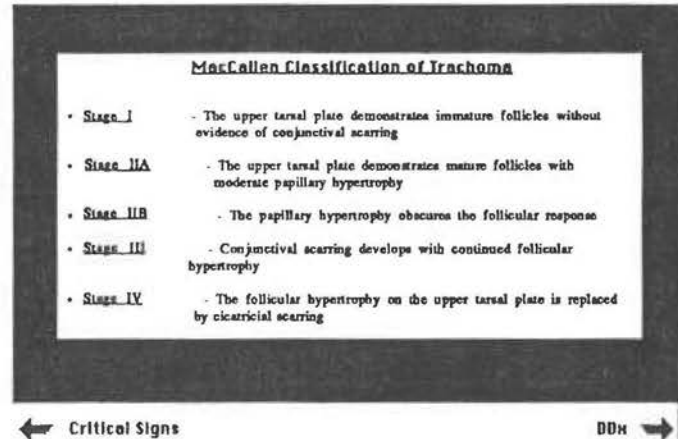 MacCallen Classification of Trachoma
• Stage I - The upper tarsal plate demonstrates immature follicles without
evidence of conjunctival scarring
• Stage IIA - The upper tarsal plate demonstrates mature follicles with
moderate papillary hypertrophy
• Stage IIB - The papillary hypertrophy obscures the follicular response
• Stage III - Conjunctival scarring develops with continued follicular
hypertrophy
• Stage IV - The follicular hypertrophy on the upper tarsal plate is replaced
by cicatricial scarring
Critical Signs
DDx